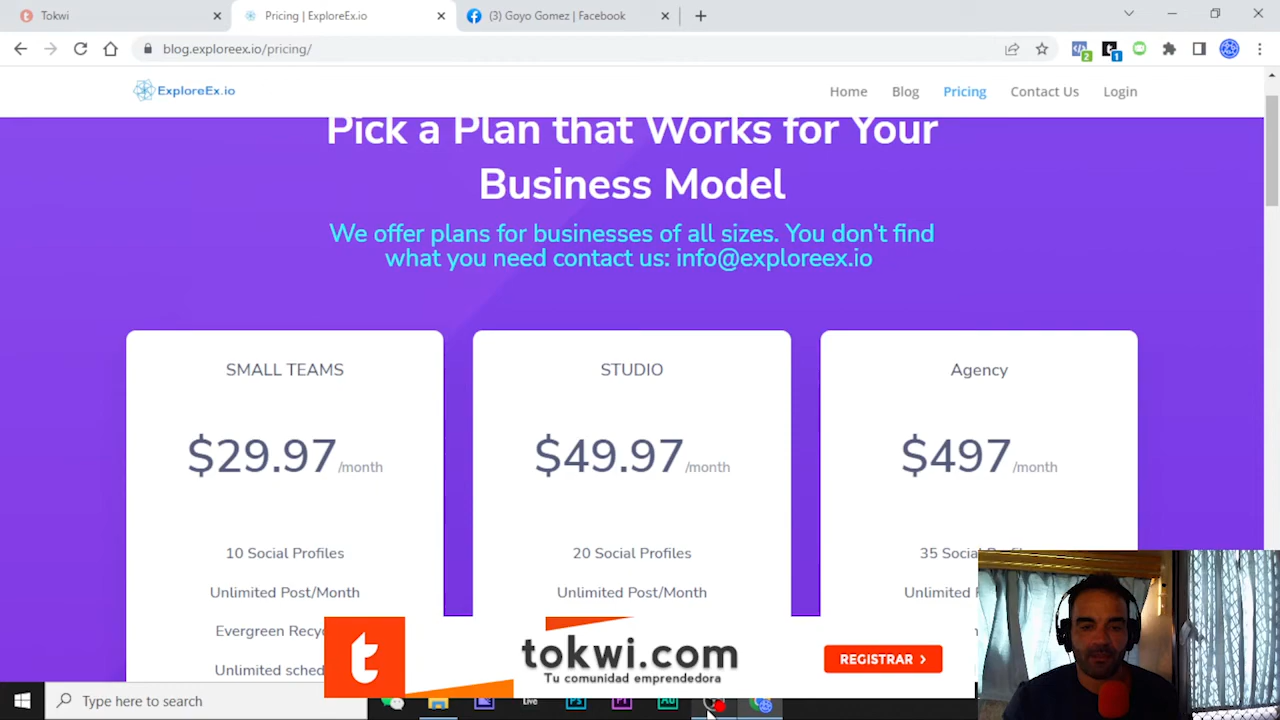 Tokwi
Pricing | ExploreEx.io
(3) Goyo Gomez | Facebook
blog.exploreex.io/pricing/
2
1
ExploreEx.io
Home
Blog
Pricing
Contact Us
Login
Pick a Plan that Works for Your
Business Model
We offer plans for businesses of all sizes. You don't find
what you need contact us: info@exploreex.io
SMALL TEAMS
$29.97/month
10 Social Profiles
Unlimited Post/Month
Evergreen
Unlimited
STUDIO
$49.97/month
20 Social Profiles
Unlimited Post/Month
Agency
$497/month
35
Unlimited
t
tokwi.com
Tu comunidad emprendedora
REGISTRAR >
Type here to search
Live